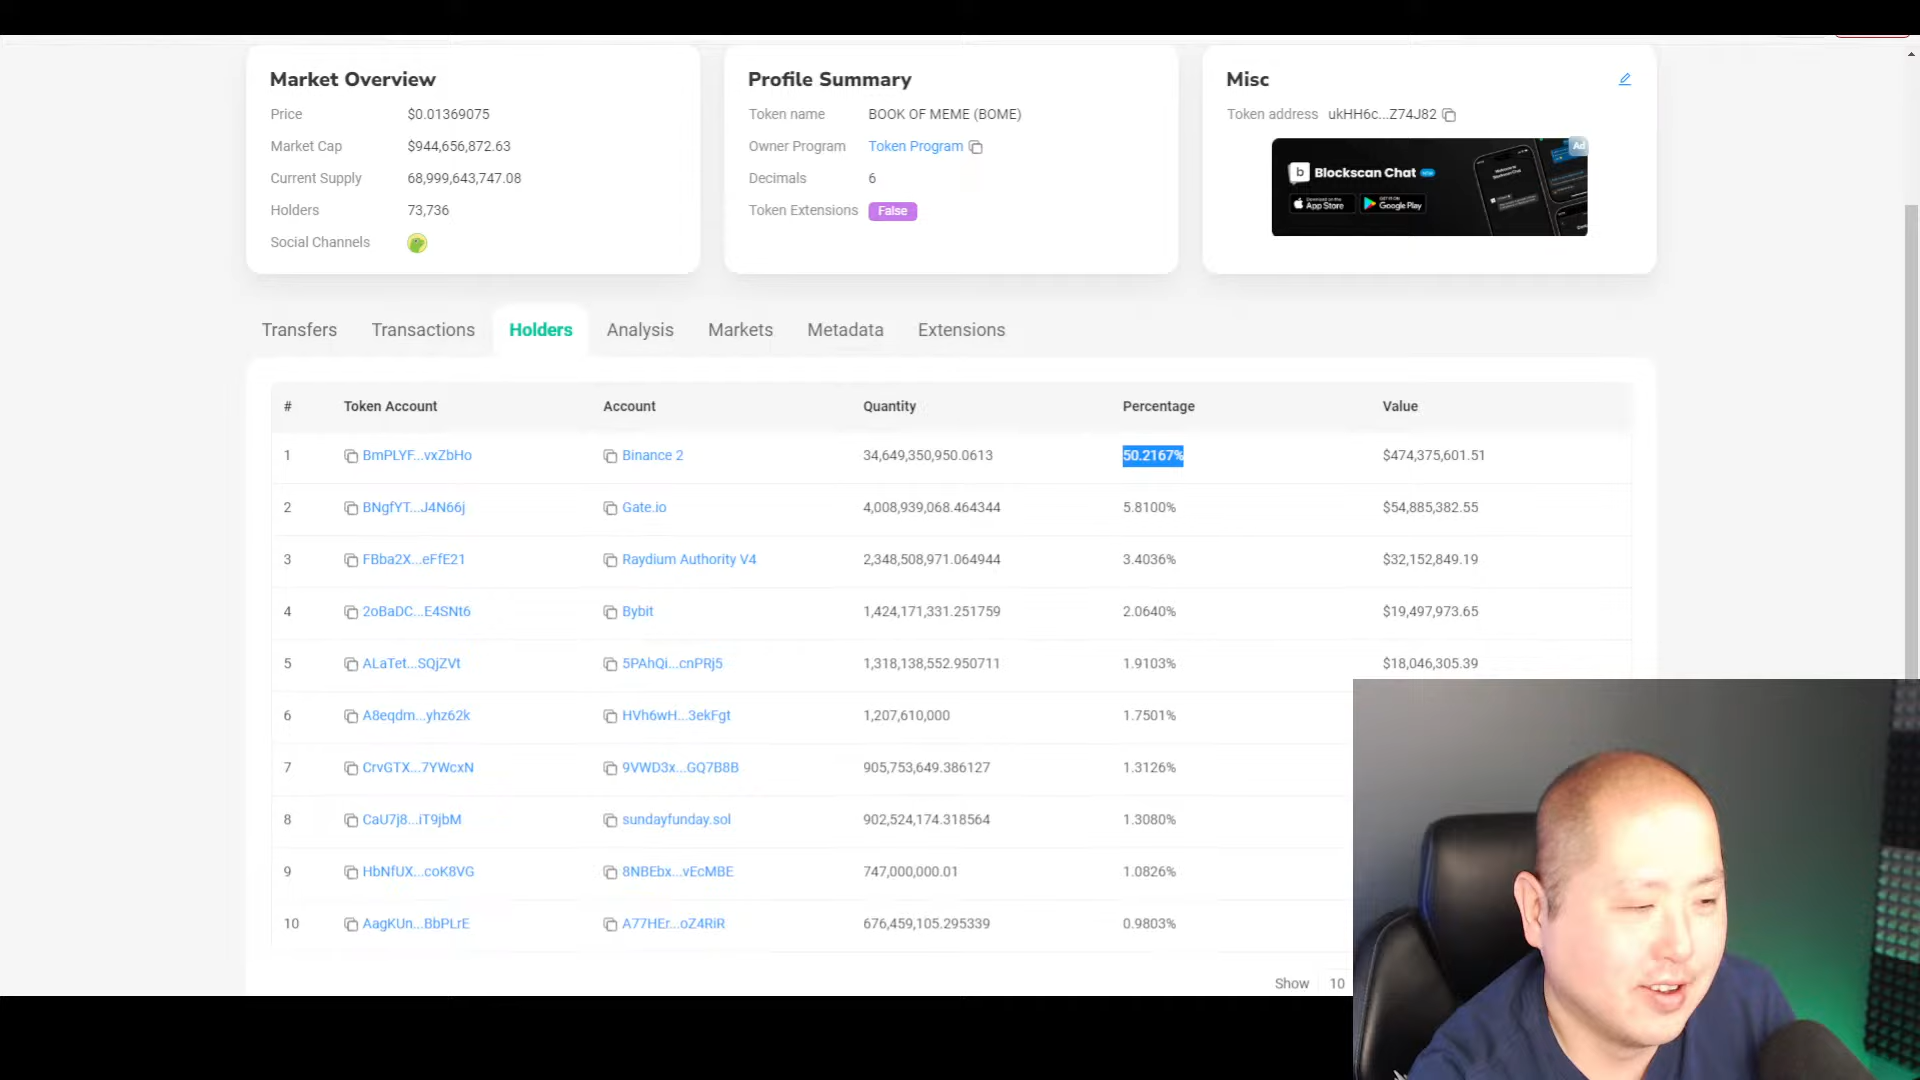 Market Overview
Price $0.01369075
Market Cap $944,656,872.63
Current Supply 68,999,643,747.08
Holders 73,736
Social Channels
Profile Summary
Token name BOOK OF MEME (BOME)
Owner Program Token Program
Decimals 6
Token Extensions False
Misc
Token address ukHH6c...Z74J82
Ad
b Blockscan Chat
App Store Google Play
Transfers Transactions Holders Analysis Markets Metadata Extensions
# Token Account Account Quantity Percentage Value
1 BmPLYF...vxZbHo Binance 2 34,649,350,950.0613 50.2167% $474,375,601.51
2 BNgfYT...J4N66j Gate.io 4,008,939,068.464344 5.8100% $54,885,382.55
3 FBba2X...eFfE21 Raydium Authority V4 2,348,508,971.064944 3.4036% $32,152,849.19
4 2oBaDC...E4SNt6 Bybit 1,424,171,331.251759 2.0640% $19,497,973.65
5 ALaTet...SQjZVt 5PAhQi...cnPRj5 1,318,138,552.950711 1.9103% $18,046,305.39
6 A8eqdm...yhz62k HVh6wH...3ekFgt 1,207,610,000 1.7501%
7 CrvGTX...7YWcxN 9VWD3x...GQ7B8B 905,753,649.386127 1.3126%
8 CaU7j8...iT9jbM sundayfunday.sol 902,524,174.318564 1.3080%
9 HbNfUX...coK8VG 8NBEbx...vEcMBE 747,000,000.01 1.0826%
10 AagKUn...BbPLrE A77HEr...oZ4RiR 676,459,105.295339 0.9803%
Show 10